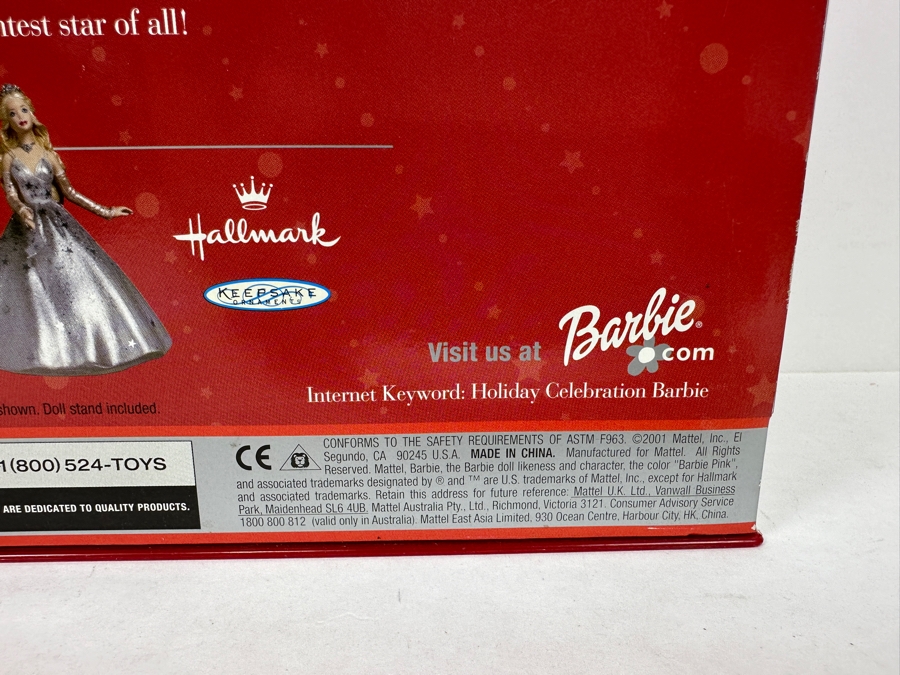 ntest star of all!
Hallmark
KEEPSAKE
ORNAMENTS
Visit us at Barbie®.com
Internet Keyword: Holiday Celebration Barbie
shown. Doll stand included.
1(800) 524-TOYS
ARE DEDICATED TO QUALITY PRODUCTS.
CE
CONFORMS TO THE SAFETY REQUIREMENTS OF ASTM F963. ©2001 Mattel, Inc., El
Segundo, CA 90245 U.S.A. MADE IN CHINA. Manufactured for Mattel. All Rights
Reserved. Mattel, Barbie, the Barbie doll likeness and character, the color "Barbie Pink",
and associated trademarks designated by ® and ™ are U.S. trademarks of Mattel, Inc., except for Hallmark
and associated trademarks. Retain this address for future reference: Mattel U.K. Ltd., Vanwall Business
Park, Maidenhead SL6 4UB. Mattel Australia Pty., Ltd., Richmond, Victoria 3121. Consumer Advisory Service
1800 800 812 (valid only in Australia). Mattel East Asia Limited, 930 Ocean Centre, Harbour City, HK, China.